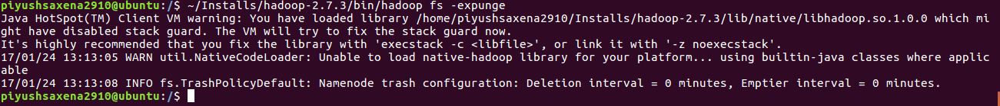 piyushsaxena2910@ubuntu:/$ ~/Installs/hadoop-2.7.3/bin/hadoop fs -expunge
Java HotSpot(TM) Client VM warning: You have loaded library /home/piyushsaxena2910/Installs/hadoop-2.7.3/lib/native/libhadoop.so.1.0.0 which mi
ght have disabled stack guard. The VM will try to fix the stack guard now.
It's highly recommended that you fix the library with 'execstack -c <libfile>', or link it with '-z noexecstack'.
17/01/24 13:13:05 WARN util.NativeCodeLoader: Unable to load native-hadoop library for your platform... using builtin-java classes where applic
able
17/01/24 13:13:08 INFO fs.TrashPolicyDefault: Namenode trash configuration: Deletion interval = 0 minutes, Emptier interval = 0 minutes.
piyushsaxena2910@ubuntu:/$